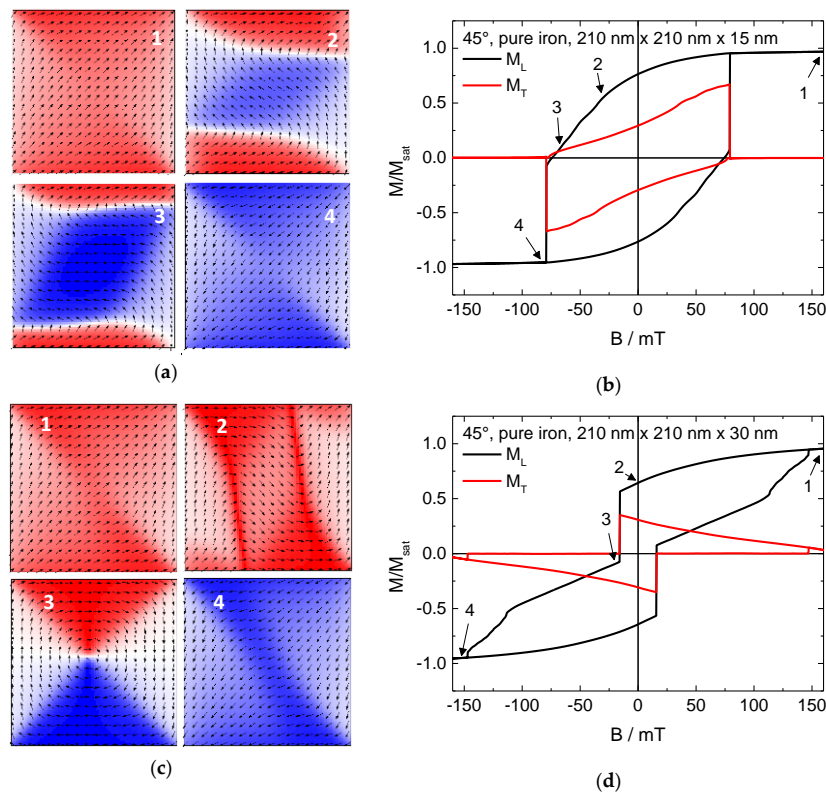 1
2
3
4
(a)
45°, pure iron, 210 nm x 210 nm x 15 nm
M_L
M_T
M/M_sat
1.0
0.5
0.0
-0.5
-1.0
1
2
3
4
-150 -100 -50 0 50 100 150
B / mT
(b)
1
2
3
4
(c)
45°, pure iron, 210 nm x 210 nm x 30 nm
M_L
M_T
M/M_sat
1.0
0.5
0.0
-0.5
-1.0
1
2
3
4
-150 -100 -50 0 50 100 150
B / mT
(d)